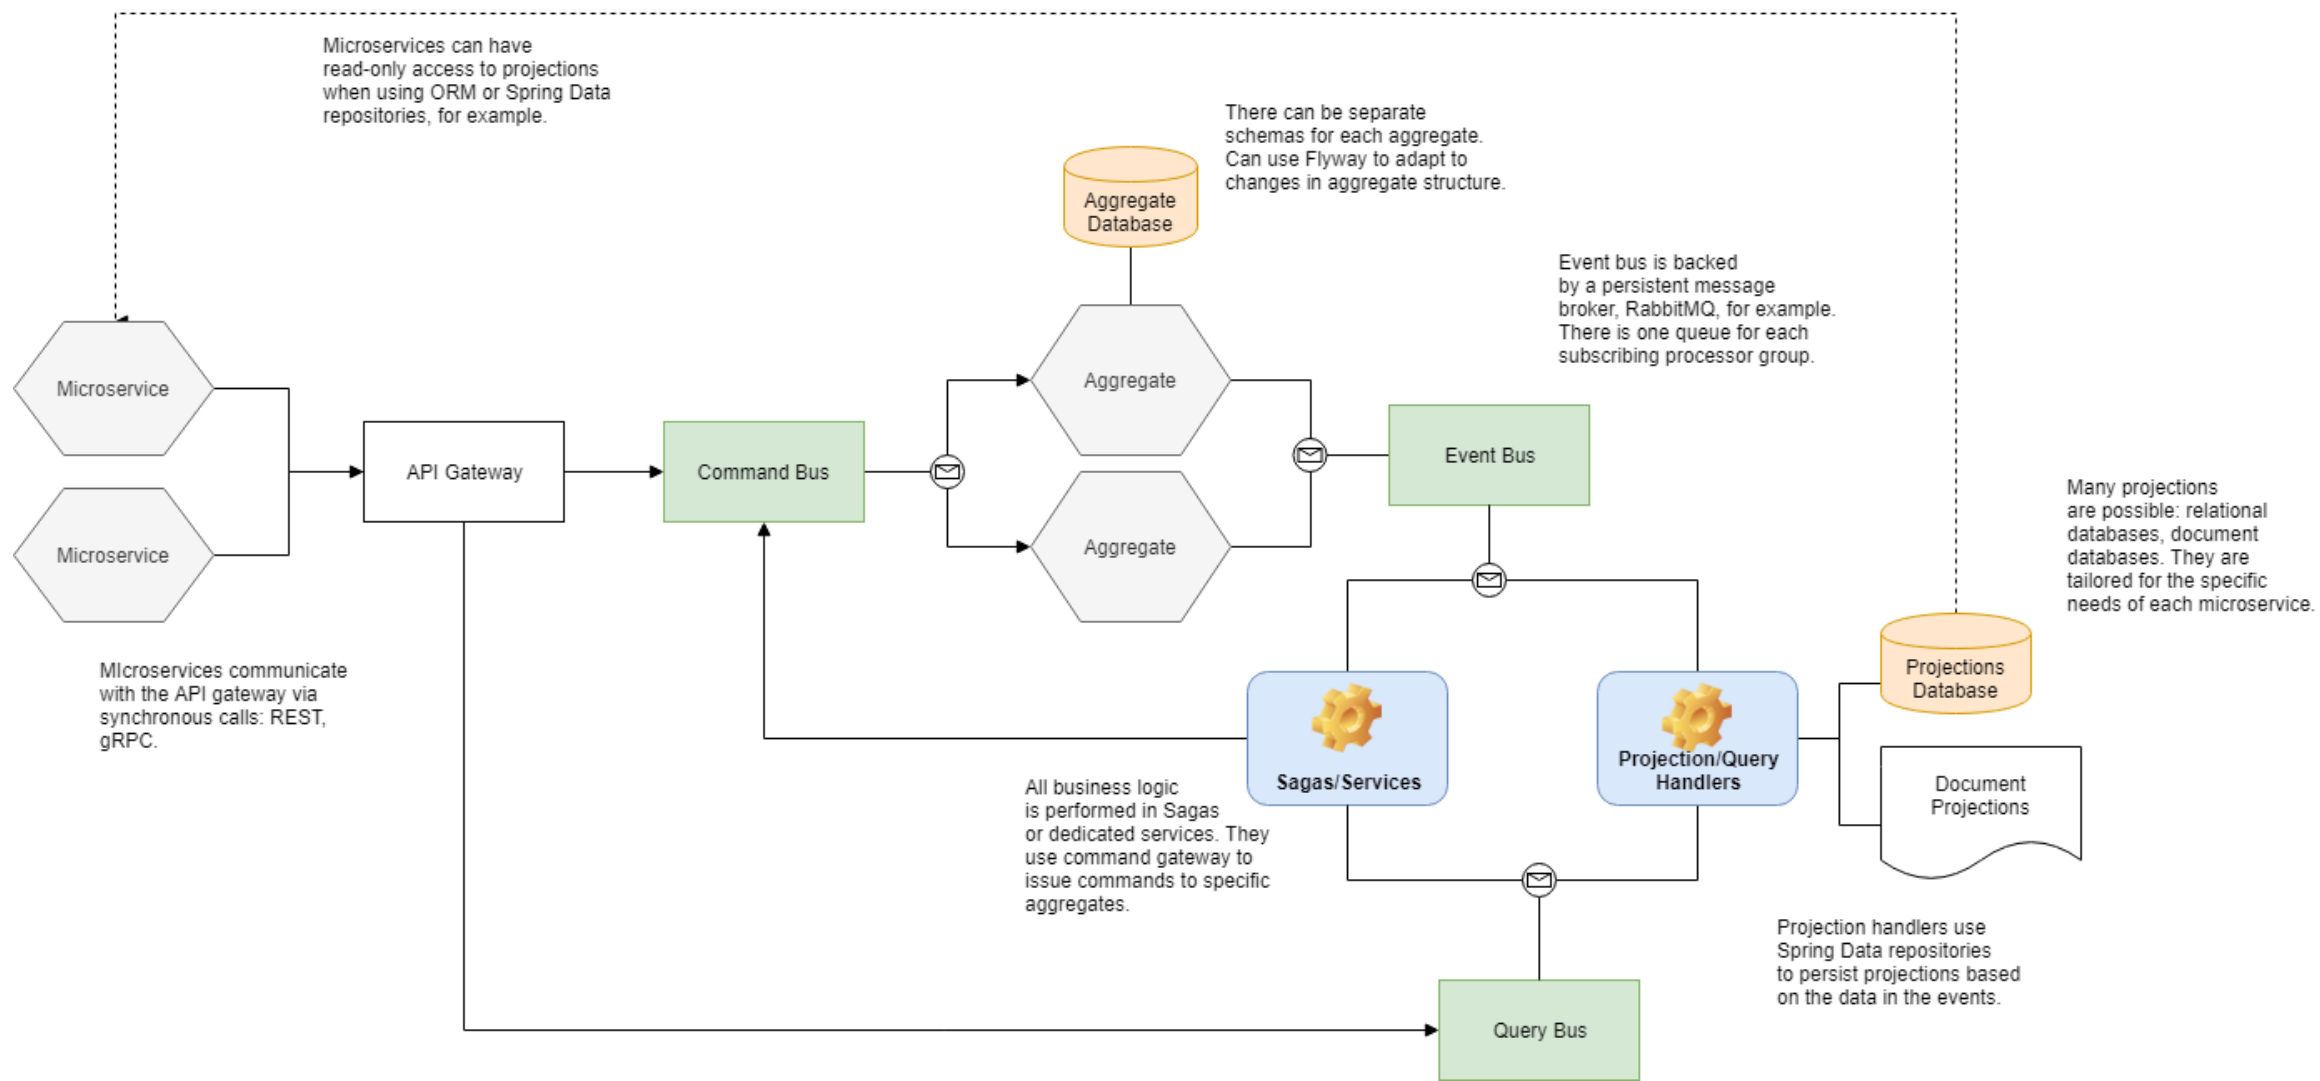 Microservices can have
read-only access to projections
when using ORM or Spring Data
repositories, for example.
There can be separate
schemas for each aggregate.
Can use Flyway to adapt to
changes in aggregate structure.
Aggregate
Database
Event bus is backed
by a persistent message
broker, RabbitMQ, for example.
There is one queue for each
subscribing processor group.
Microservice
Aggregate
API Gateway
Command Bus
Event Bus
Microservice
Aggregate
Many projections
are possible: relational
databases, document
databases. They are
tailored for the specific
needs of each microservice.
MIcroservices communicate
with the API gateway via
synchronous calls: REST,
gRPC.
Sagas/Services
Projection/Query
Handlers
Projections
Database
Document
Projections
All business logic
is performed in Sagas
or dedicated services. They
use command gateway to
issue commands to specific
aggregates.
Projection handlers use
Spring Data repositories
to persist projections based
on the data in the events.
Query Bus